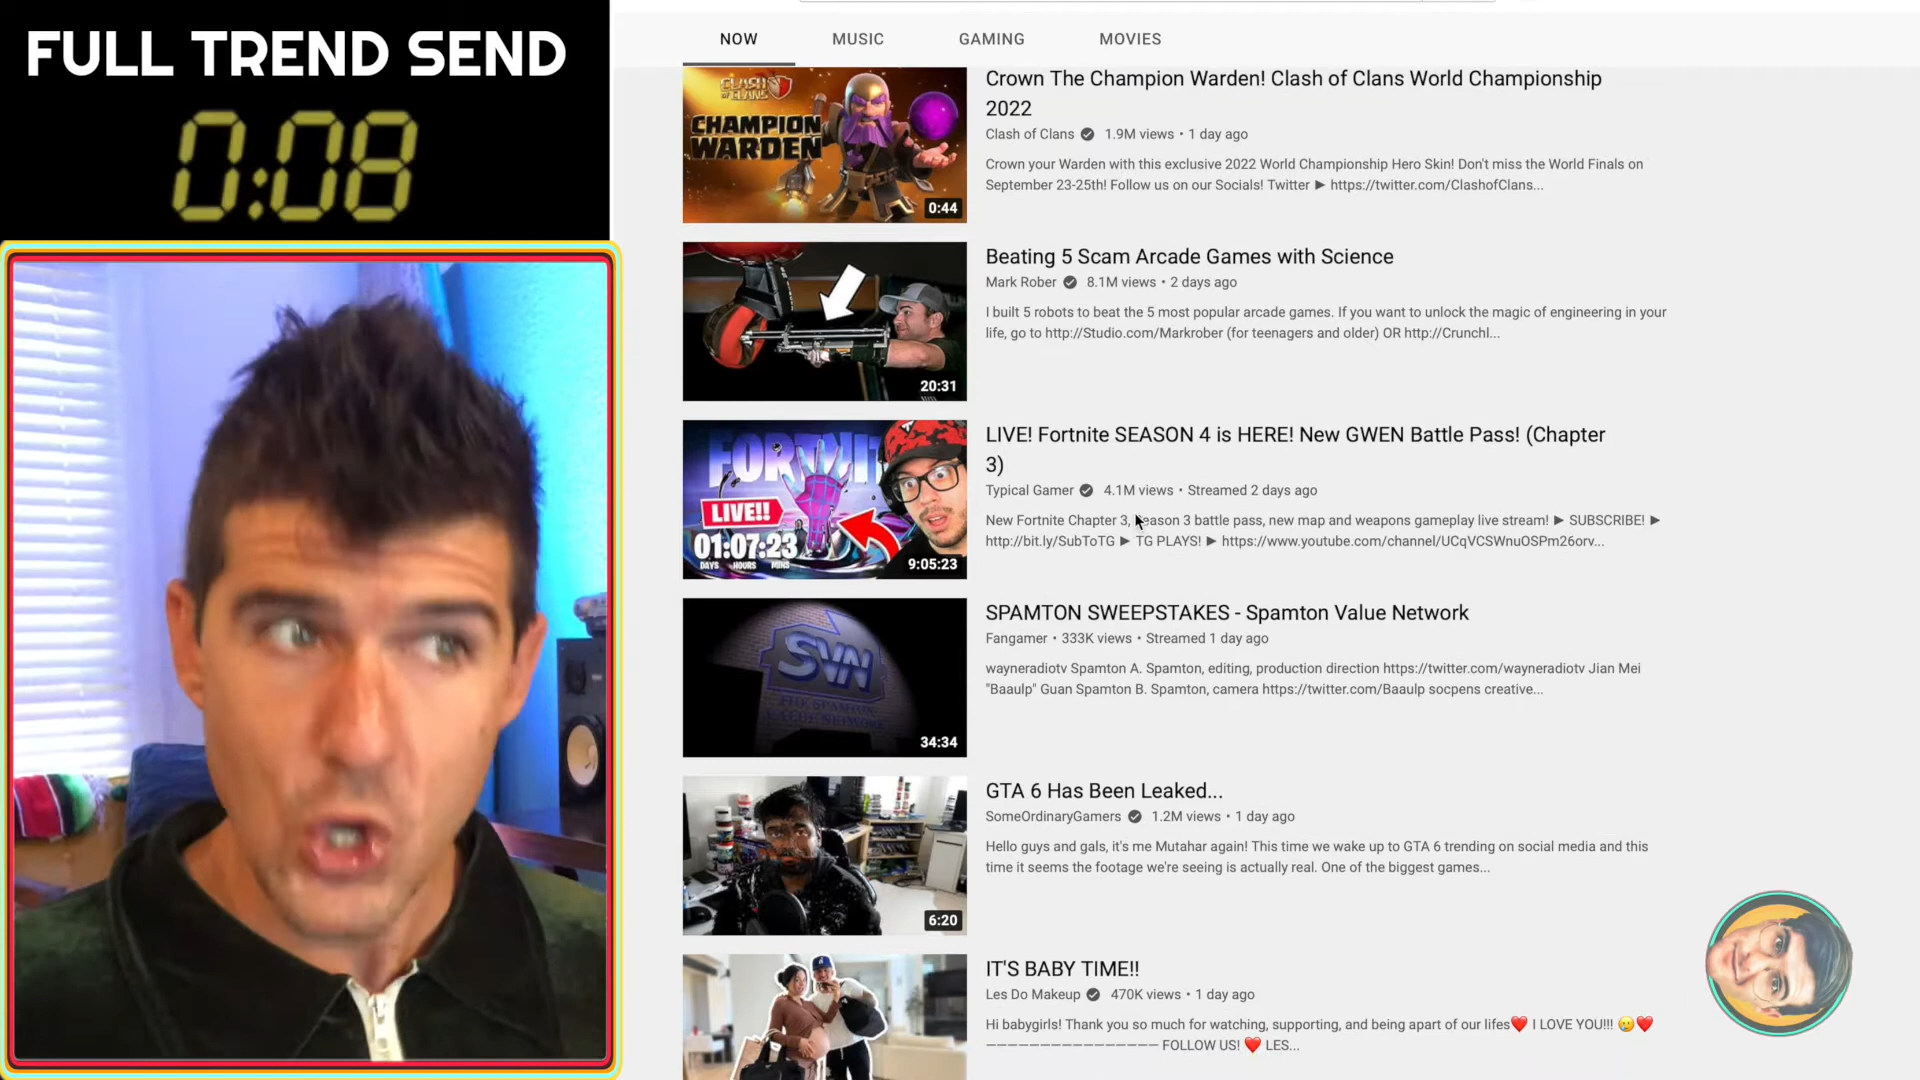 FULL TREND SEND
0:08
NOW
MUSIC
GAMING
MOVIES
CLASH OF CLANS
CHAMPION
WARDEN
0:44
Crown The Champion Warden! Clash of Clans World Championship
2022
Clash of Clans 1.9M views • 1 day ago
Crown your Warden with this exclusive 2022 World Championship Hero Skin! Don't miss the World Finals on
September 23-25th! Follow us on our Socials! Twitter ► https://twitter.com/ClashofClans...
20:31
Beating 5 Scam Arcade Games with Science
Mark Rober 8.1M views • 2 days ago
I built 5 robots to beat the 5 most popular arcade games. If you want to unlock the magic of engineering in your
life, go to http://Studio.com/Markrober (for teenagers and older) OR http://Crunchl...
FORTNIT
LIVE!!
01:07:23
DAYS HOURS MINS
9:05:23
LIVE! Fortnite SEASON 4 is HERE! New GWEN Battle Pass! (Chapter
3)
Typical Gamer 4.1M views • Streamed 2 days ago
New Fortnite Chapter 3, Season 3 battle pass, new map and weapons gameplay live stream! ► SUBSCRIBE! ►
http://bit.ly/SubToTG ► TG PLAYS! ► https://www.youtube.com/channel/UCqVCSWnuOSPm26orv...
SVN
THE SPAMTON
VALUE NETWORK
34:34
SPAMTON SWEEPSTAKES - Spamton Value Network
Fangamer • 333K views • Streamed 1 day ago
wayneradiotv Spamton A. Spamton, editing, production direction https://twitter.com/wayneradiotv Jian Mei
"Baaulp" Guan Spamton B. Spamton, camera https://twitter.com/Baaulp socpens creative...
6:20
GTA 6 Has Been Leaked...
SomeOrdinaryGamers 1.2M views • 1 day ago
Hello guys and gals, it's me Mutahar again! This time we wake up to GTA 6 trending on social media and this
time it seems the footage we're seeing is actually real. One of the biggest games...
IT'S BABY TIME!!
Les Do Makeup 470K views • 1 day ago
Hi babygirls! Thank you so much for watching, supporting, and being apart of our lifes❤️ I LOVE YOU!!! 🥲❤️
———————————————— FOLLOW US! ❤️ LES...